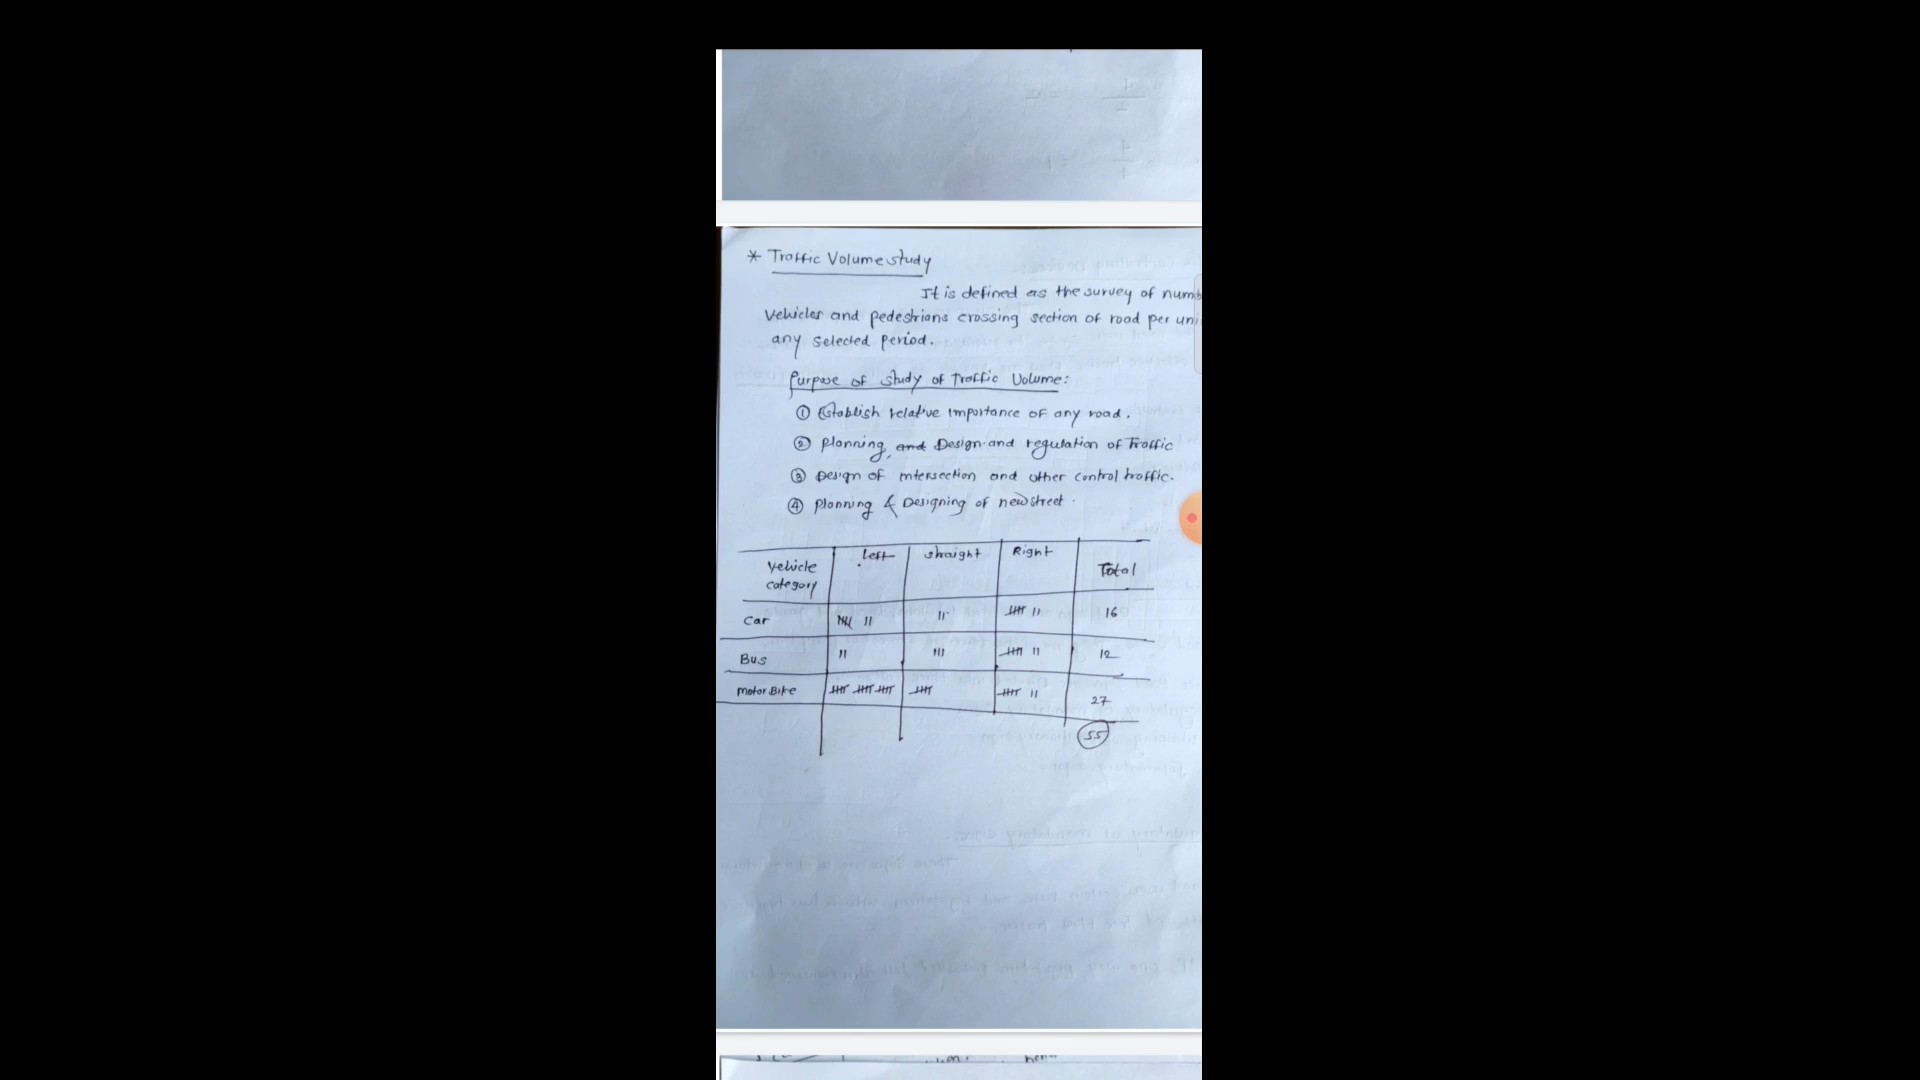 * Traffic Volume study
It is defined as the survey of numb
Vehicles and pedestrians crossing section of road per uni
any selected period.
Purpose of study of Traffic Volume:
① Establish relative importance of any road.
② planning, and Design and regulation of Traffic
③ Design of intersection and other control traffic.
④ planning & Designing of new street.
Vehicle category left straight Right Total
Car 𝍸 || || 𝍸 || 16
Bus || ||| 𝍸 || 12
motor Bike 𝍸 𝍸 𝍸 𝍸 𝍸 || 27
55